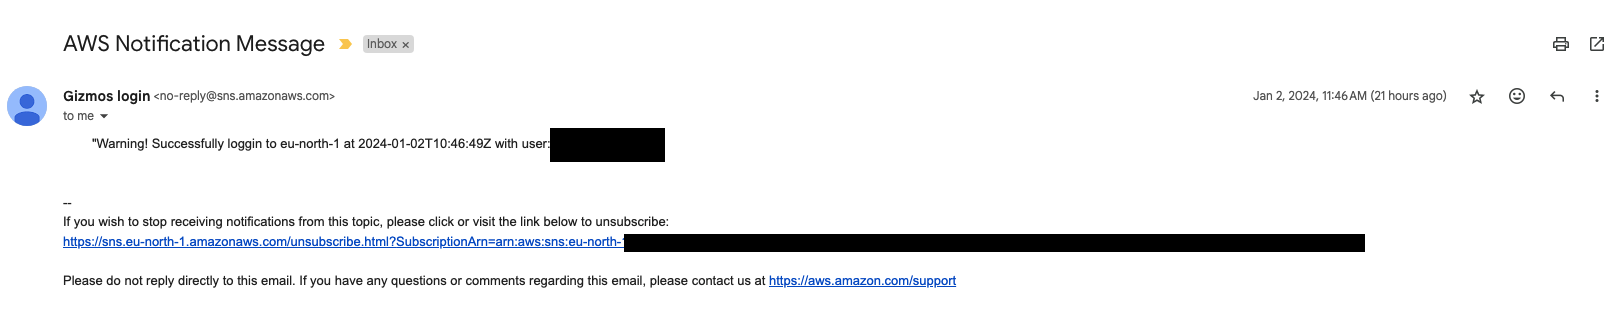 AWS Notification Message
Inbox ×
Gizmos login <no-reply@sns.amazonaws.com>
Jan 2, 2024, 11:46 AM (21 hours ago)
to me
"Warning! Successfully loggin to eu-north-1 at 2024-01-02T10:46:49Z with user:
--
If you wish to stop receiving notifications from this topic, please click or visit the link below to unsubscribe:
https://sns.eu-north-1.amazonaws.com/unsubscribe.html?SubscriptionArn=arn:aws:sns:eu-north-1
Please do not reply directly to this email. If you have any questions or comments regarding this email, please contact us at https://aws.amazon.com/support